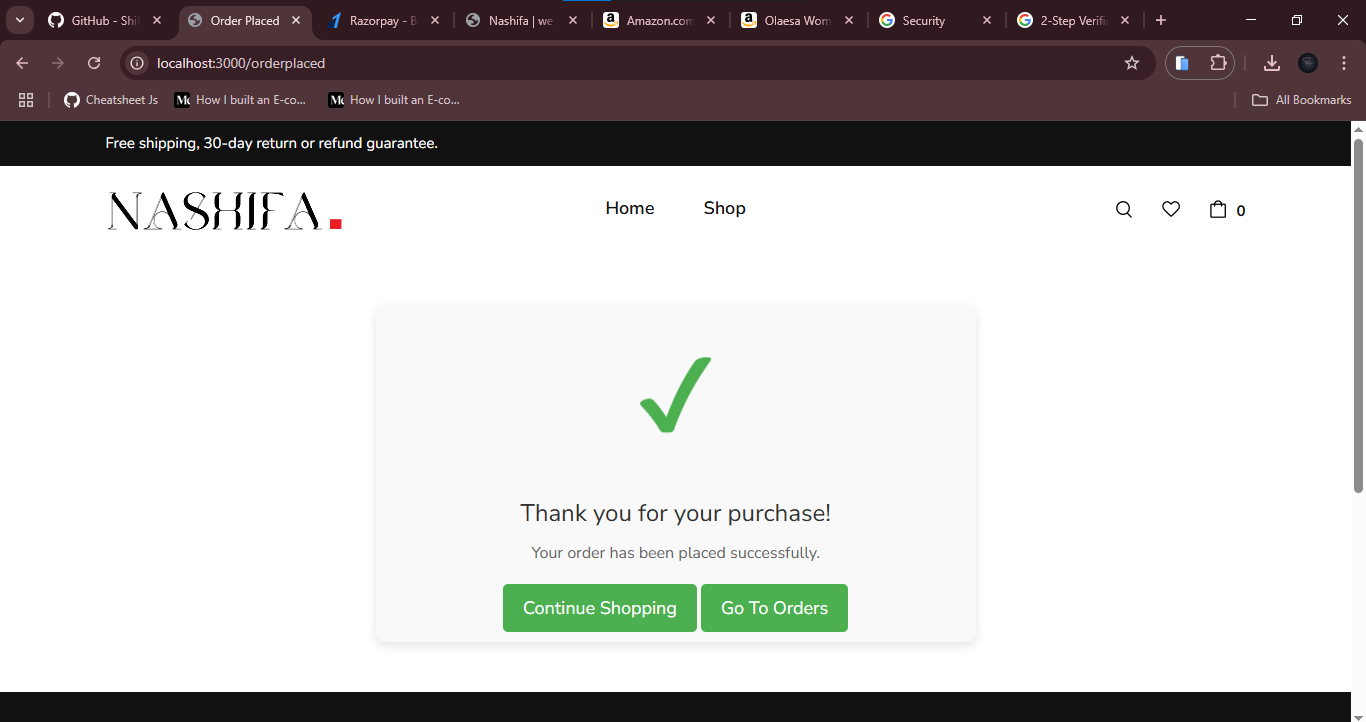 GitHub - Shif
Order Placed
Razorpay - B
Nashifa | we
Amazon.com
Olaesa Wom
Security
2-Step Verifi
localhost:3000/orderplaced
Cheatsheet Js
How I built an E-co...
How I built an E-co...
All Bookmarks
Free shipping, 30-day return or refund guarantee.
NASHIFA.
Home
Shop
0
Thank you for your purchase!
Your order has been placed successfully.
Continue Shopping
Go To Orders